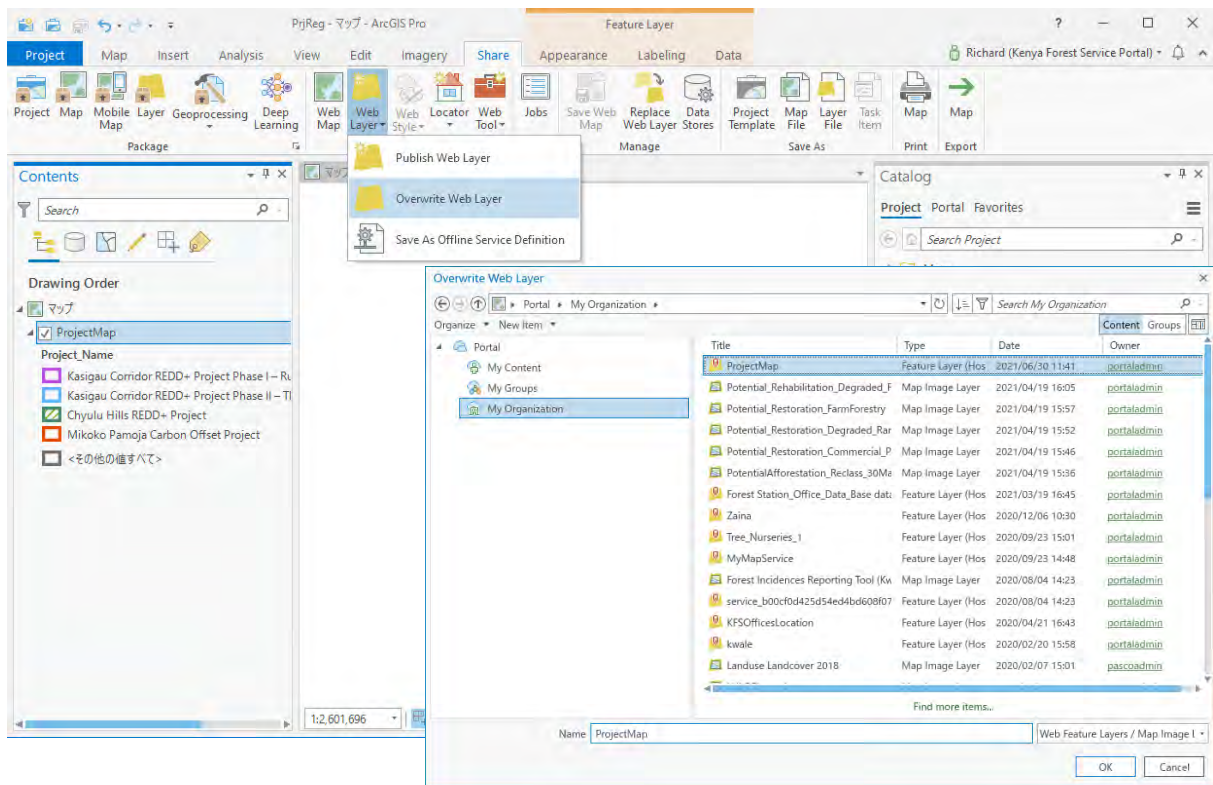 PrjReg - マップ - ArcGIS Pro
Feature Layer
?
Project Map Insert Analysis View Edit Imagery Share Appearance Labeling Data
Richard (Kenya Forest Service Portal)
Project Map Mobile Map Layer Geoprocessing Deep Learning
Web Map Web Layer Web Style Locator Web Tool Jobs
Save Web Map Replace Web Layer Data Stores
Project Template Map File Layer File Task Item
Map Map
Package Manage Save As Print Export
Publish Web Layer
Overwrite Web Layer
Save As Offline Service Definition
Contents
Search
Drawing Order
マップ
ProjectMap
Project_Name
Kasigau Corridor REDD+ Project Phase I – Ru
Kasigau Corridor REDD+ Project Phase II – Tl
Chyulu Hills REDD+ Project
Mikoko Pamoja Carbon Offset Project
<その他の値すべて>
1:2,601,696
Catalog
Project Portal Favorites
Search Project
Overwrite Web Layer
Portal My Organization
Search My Organization
Organize New Item
Content Groups
Portal
My Content
My Groups
My Organization
Title Type Date Owner
ProjectMap Feature Layer (Hos 2021/06/30 11:41 portaladmin
Potential_Rehabilitation_Degraded_F Map Image Layer 2021/04/19 16:05 portaladmin
Potential_Restoration_FarmForestry Map Image Layer 2021/04/19 15:57 portaladmin
Potential_Restoration_Degraded_Rar Map Image Layer 2021/04/19 15:52 portaladmin
Potential_Restoration_Commercial_P Map Image Layer 2021/04/19 15:46 portaladmin
PotentialAfforestation_Reclass_30Ma Map Image Layer 2021/04/19 15:36 portaladmin
Forest Station_Office_Data_Base data Feature Layer (Hos 2021/03/19 16:45 portaladmin
Zaina Feature Layer (Hos 2020/12/06 10:30 portaladmin
Tree_Nurseries_1 Feature Layer (Hos 2020/09/23 15:01 portaladmin
MyMapService Feature Layer (Hos 2020/09/23 14:48 portaladmin
Forest Incidences Reporting Tool (Kw Map Image Layer 2020/08/04 14:23 portaladmin
service_b00cf0d425d54ed4bd608f07 Feature Layer (Hos 2020/08/04 14:23 portaladmin
KFSOfficesLocation Feature Layer (Hos 2020/04/21 16:43 portaladmin
kwale Feature Layer (Hos 2020/02/20 15:58 portaladmin
Landuse Landcover 2018 Map Image Layer 2020/02/07 15:01 pascoadmin
Find more items...
Name ProjectMap
Web Feature Layers / Map Image l
OK Cancel